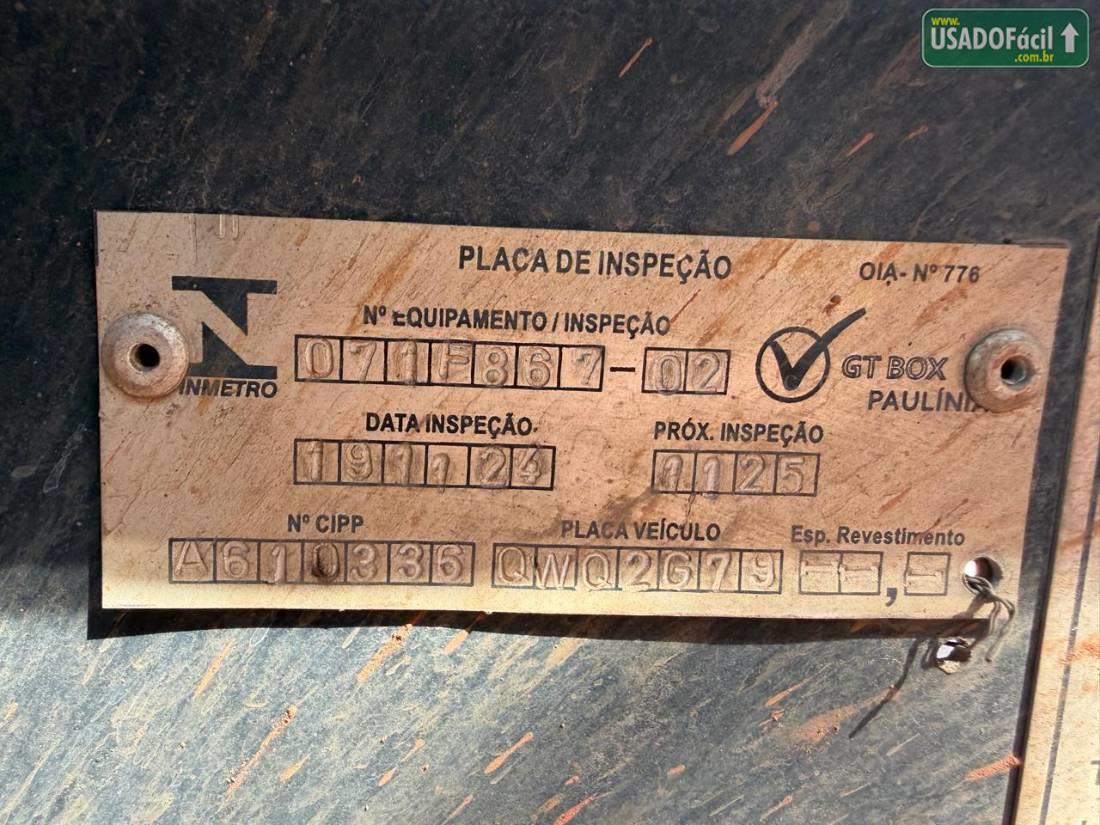 www.
USADOFácil
.com.br
PLACA DE INSPEÇÃO
OIA- Nº 776
Nº EQUIPAMENTO / INSPEÇÃO
071F867-02
INMETRO
GT BOX
PAULÍNIA
DATA INSPEÇÃO
PRÓX. INSPEÇÃO
191124
1125
Nº CIPP
PLACA VEÍCULO
Esp. Revestimento
A610336
QWQ2G79
--,-